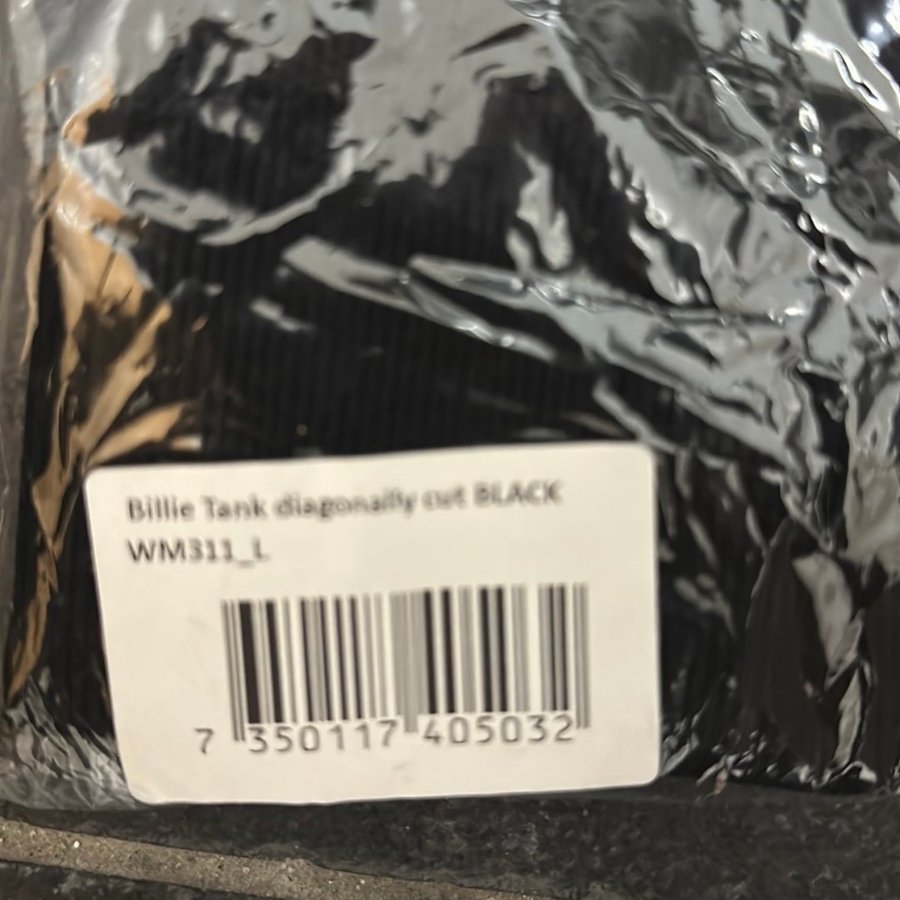 Billie Tank diagonally cut BLACK
WM311_L
7 350117 405032